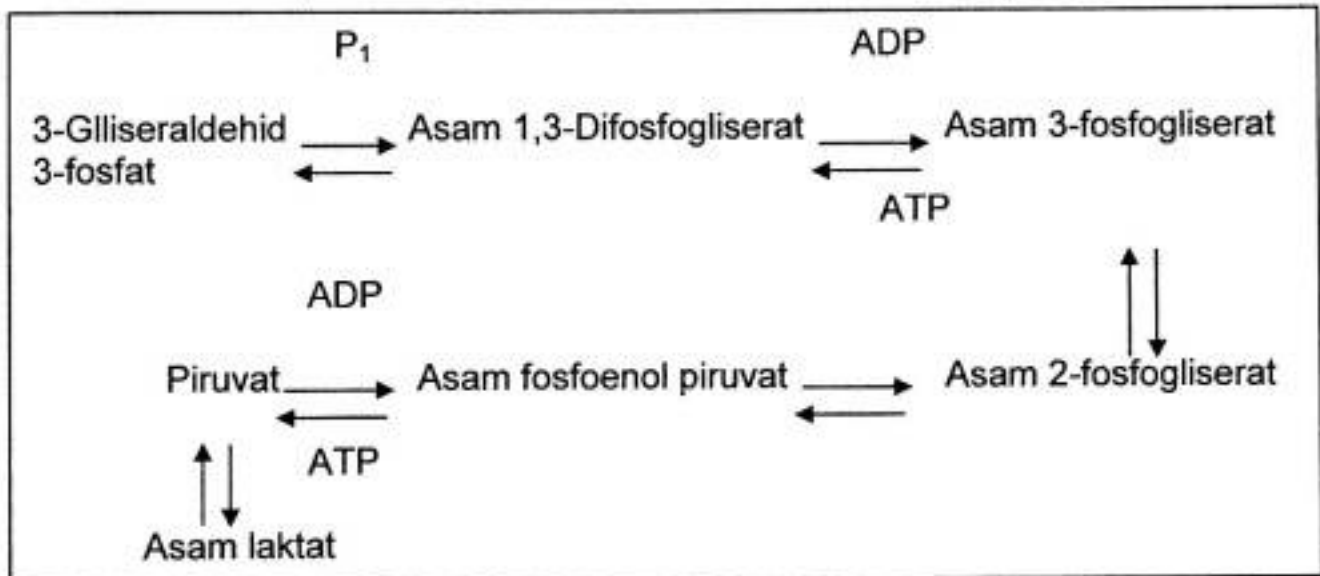 P₁ ADP
3-Glliseraldehid Asam 1,3-Difosfogliserat Asam 3-fosfogliserat
3-fosfat
ATP
ADP
Piruvat Asam fosfoenol piruvat Asam 2-fosfogliserat
ATP
Asam laktat